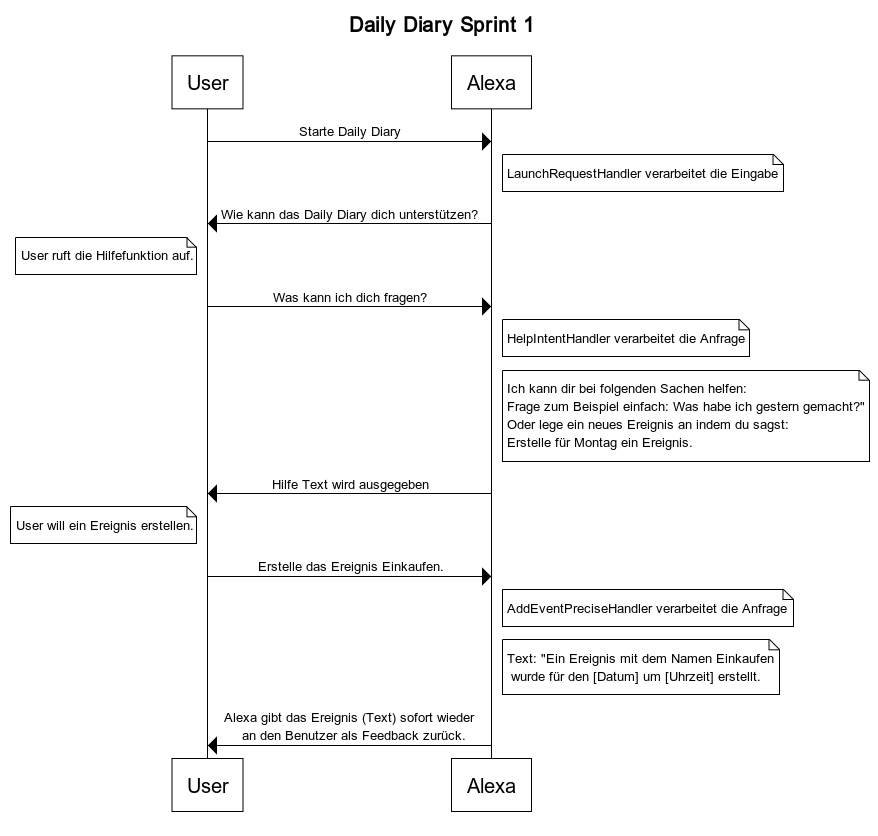 Daily Diary Sprint 1
User
Alexa
Starte Daily Diary
LaunchRequestHandler verarbeitet die Eingabe
Wie kann das Daily Diary dich unterstützen?
User ruft die Hilfefunktion auf.
Was kann ich dich fragen?
HelpIntentHandler verarbeitet die Anfrage
Ich kann dir bei folgenden Sachen helfen:
Frage zum Beispiel einfach: Was habe ich gestern gemacht?"
Oder lege ein neues Ereignis an indem du sagst:
Erstelle für Montag ein Ereignis.
Hilfe Text wird ausgegeben
User will ein Ereignis erstellen.
Erstelle das Ereignis Einkaufen.
AddEventPreciseHandler verarbeitet die Anfrage
Text: "Ein Ereignis mit dem Namen Einkaufen
wurde für den [Datum] um [Uhrzeit] erstellt.
Alexa gibt das Ereignis (Text) sofort wieder
an den Benutzer als Feedback zurück.
User
Alexa